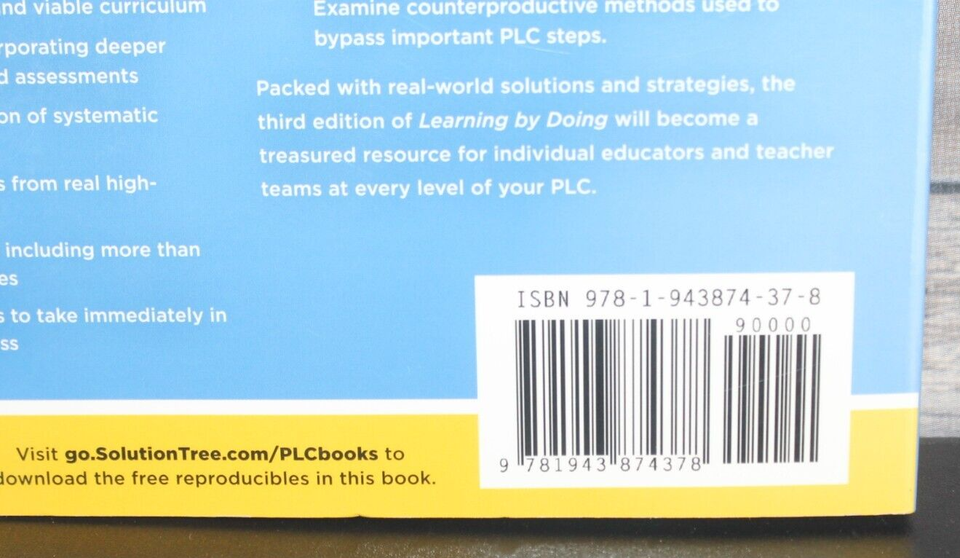 and viable curriculum
rporating deeper
d assessments
on of systematic
s from real high-
including more than
es
s to take immediately in
ss
Examine counterproductive methods used to
bypass important PLC steps.
Packed with real-world solutions and strategies, the
third edition of Learning by Doing will become a
treasured resource for individual educators and teacher
teams at every level of your PLC.
ISBN 978-1-943874-37-8
90000
9 781943 874378
Visit go.SolutionTree.com/PLCbooks to
download the free reproducibles in this book.